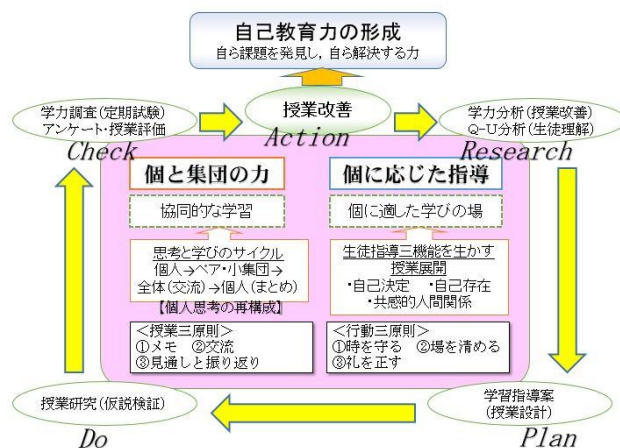 自己教育力の形成
自ら課題を発見し，自ら解決する力
学力調査(定期試験)
アンケート・授業評価
Check
授業改善
Action
学力分析(授業改善)
Q-U分析(生徒理解)
Research
個と集団の力
協同的な学習
思考と学びのサイクル
個人→ペア・小集団→
全体(交流)→個人(まとめ)
【個人思考の再構成】
＜授業三原則＞
①メモ　②交流
③見通しと振り返り
個に応じた指導
個に適した学びの場
生徒指導三機能を生かす
授業展開
・自己決定　・自己存在
・共感的人間関係
＜行動三原則＞
①時を守る　②場を清める
③礼を正す
授業研究(仮説検証)
Do
学習指導案
(授業設計)
Plan